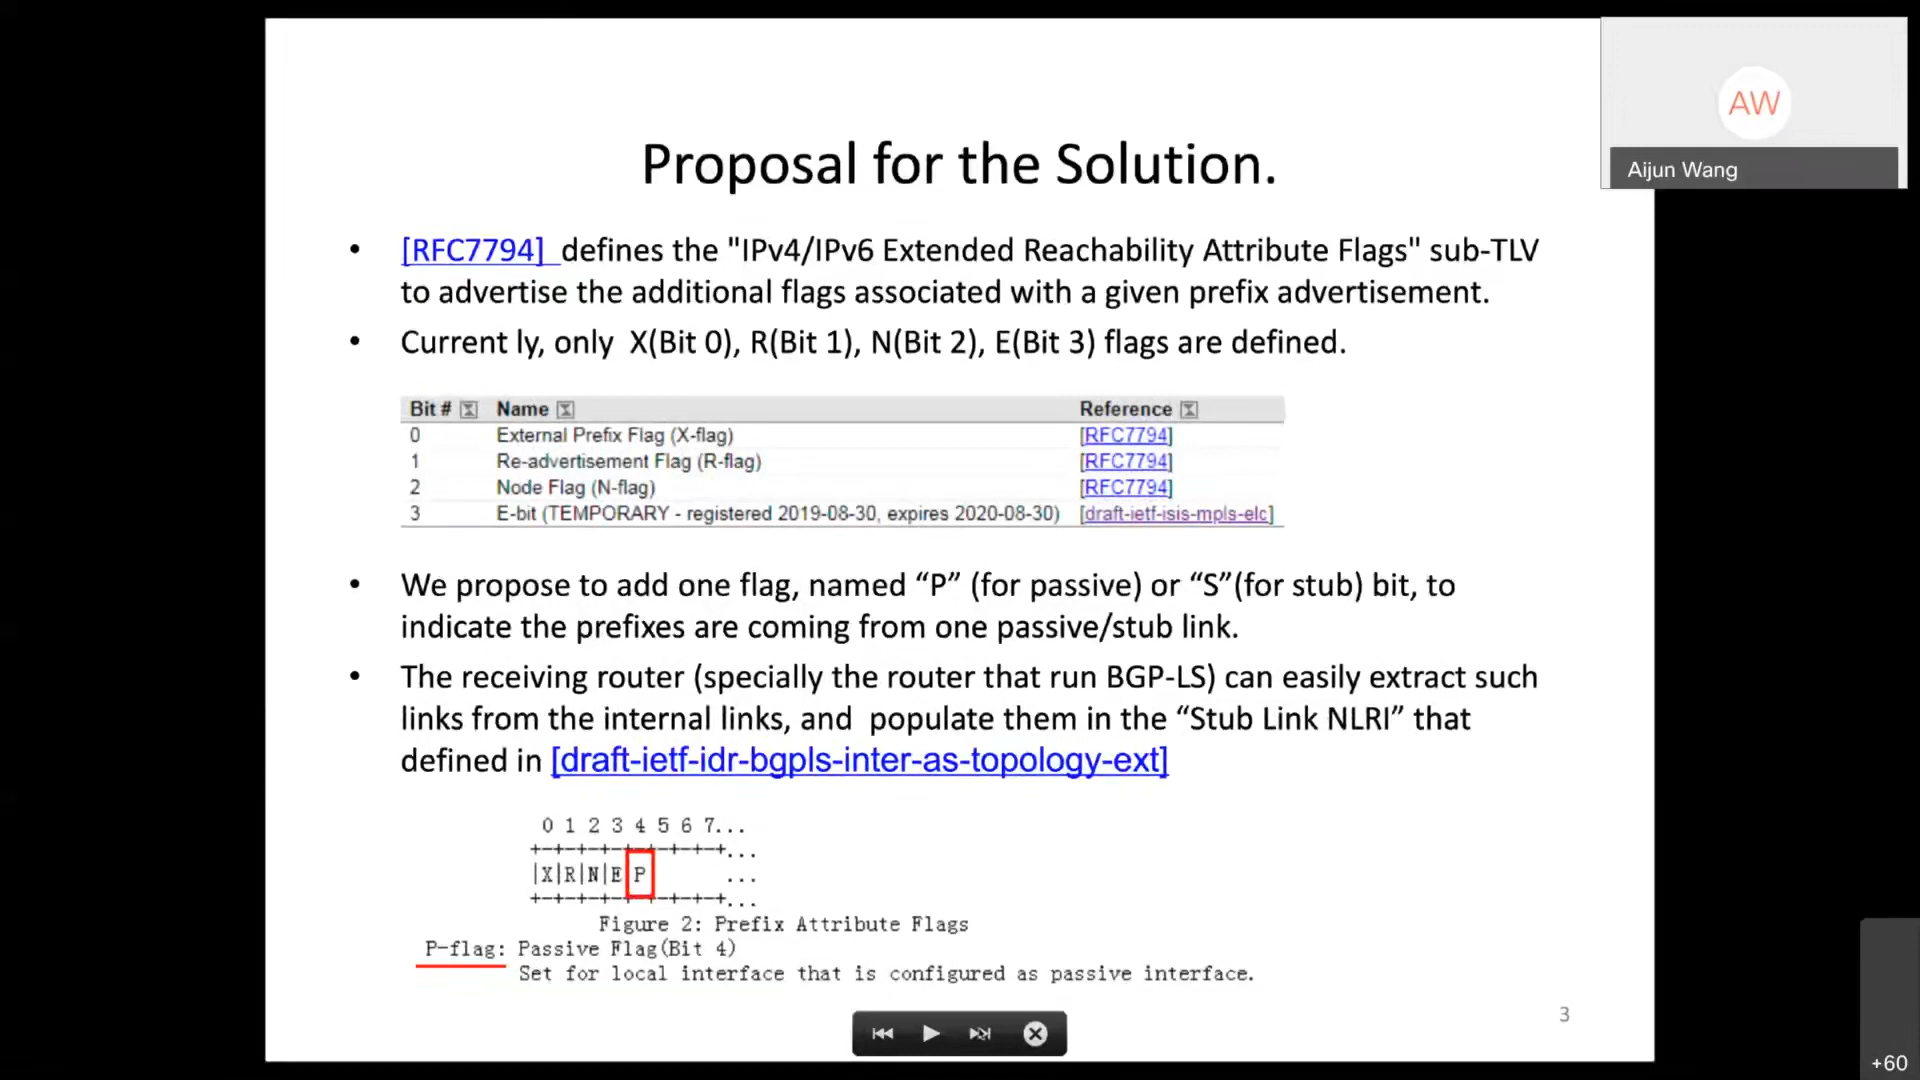 AW
Aijun Wang
Proposal for the Solution.
• [RFC7794]  defines the "IPv4/IPv6 Extended Reachability Attribute Flags" sub-TLV
to advertise the additional flags associated with a given prefix advertisement.
• Current ly, only  X(Bit 0), R(Bit 1), N(Bit 2), E(Bit 3) flags are defined.
Bit # Name Reference
0 External Prefix Flag (X-flag) [RFC7794]
1 Re-advertisement Flag (R-flag) [RFC7794]
2 Node Flag (N-flag) [RFC7794]
3 E-bit (TEMPORARY - registered 2019-08-30, expires 2020-08-30) [draft-ietf-isis-mpls-elc]
• We propose to add one flag, named “P” (for passive) or “S”(for stub) bit, to
indicate the prefixes are coming from one passive/stub link.
• The receiving router (specially the router that run BGP-LS) can easily extract such
links from the internal links, and  populate them in the “Stub Link NLRI” that
defined in [draft-ietf-idr-bgpls-inter-as-topology-ext]
0 1 2 3 4 5 6 7...
+-+-+-+-+-+-+-+-+...
|X|R|N|E|P       ...
+-+-+-+-+-+-+-+-+...
Figure 2: Prefix Attribute Flags
P-flag: Passive Flag(Bit 4)
Set for local interface that is configured as passive interface.
3
+60